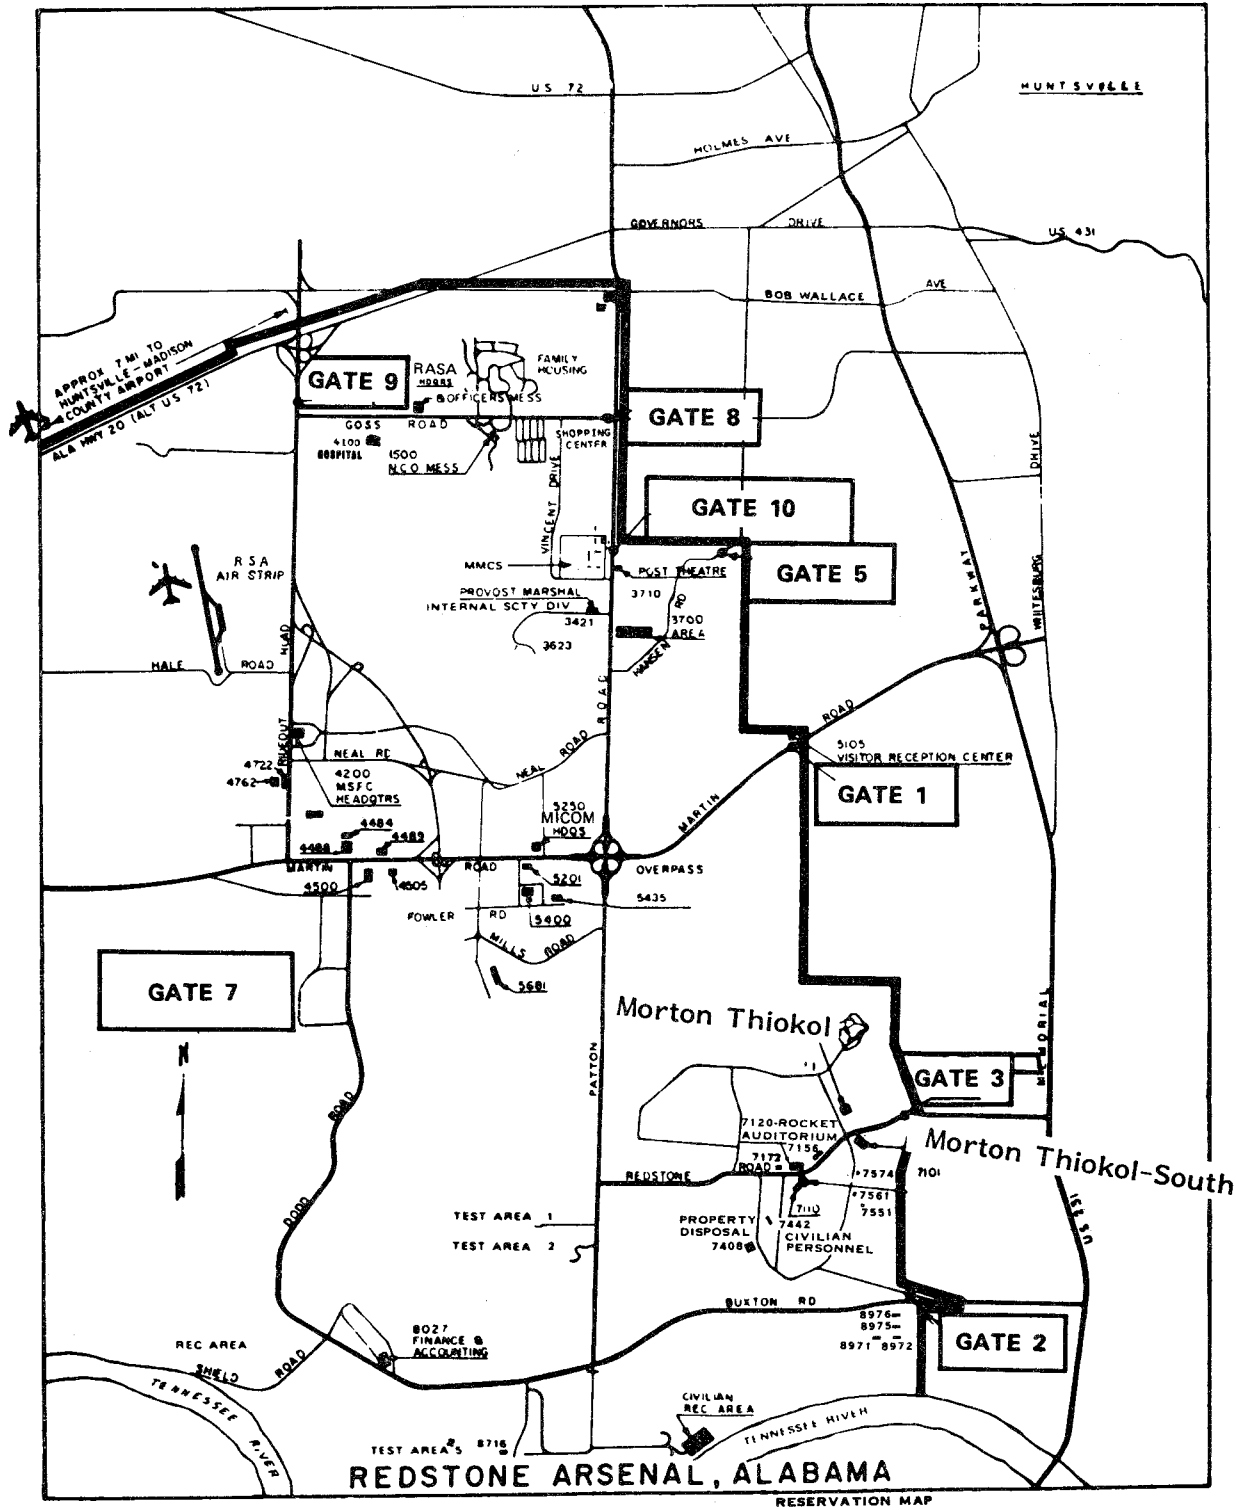 U.S. 72
HUNTSVILLE
HOLMES AVE
GOVERNORS DRIVE
U.S. 431
BOB WALLACE AVE
APPROX. 7 MI. TO
HUNTSVILLE-MADISON
COUNTY AIRPORT
ALA HWY 20 (ALT US 72)
GATE 9
RASA
HDQRS
& OFFICERS MESS
FAMILY
HOUSING
GATE 8
GOSS ROAD
4100
HOSPITAL
1500
N.C.O MESS
SHOPPING
CENTER
VINCENT DRIVE
DRIVE
WHITESBURG
PARKWAY
GATE 10
RSA
AIR STRIP
MMCS
POST THEATRE
GATE 5
PROVOST MARSHAL
INTERNAL SCTY DIV
3421
3623
3710
3700
AREA
RD
HANSEN
HALE ROAD
ROAD
RIDEOUT
ROAD
NEAL RD
NEAL ROAD
4722
4762
4200
MSFC
HEADQTRS
5105
VISITOR RECEPTION CENTER
MARTIN ROAD
GATE 1
5250
MICOM
HDQS
4484
4488
4489
MARTIN ROAD
OVERPASS
4500
4505
5201
5435
FOWLER RD
5400
MILLS ROAD
5681
GATE 7
N
Morton Thiokol
PATTON
MEMORIAL
GATE 3
DODD ROAD
7120-ROCKET
AUDITORIUM
7156
7172
REDSTONE ROAD
Morton Thiokol-South
7574
7101
7561
7551
7110
7442
CIVILIAN
PERSONNEL
PROPERTY
DISPOSAL
7408
TEST AREA 1
TEST AREA 2
US 231
BUXTON RD
8976
8975
8971 8972
GATE 2
REC AREA
SHIELD ROAD
8027
FINANCE &
ACCOUNTING
TENNESSEE RIVER
CIVILIAN
REC AREA
TENNESSEE RIVER
TEST AREA 5 8716
REDSTONE ARSENAL, ALABAMA
RESERVATION MAP